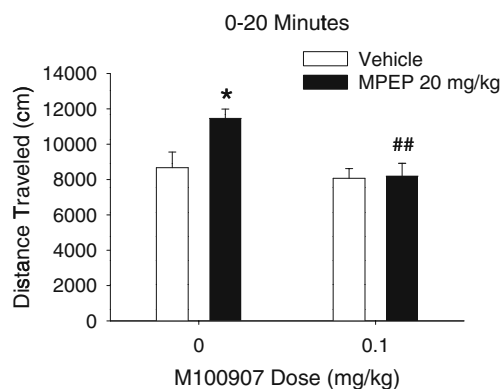 0-20 Minutes
Vehicle
MPEP 20 mg/kg
Distance Traveled (cm)
14000
12000
10000
8000
6000
4000
2000
0
*
##
0
0.1
M100907 Dose (mg/kg)